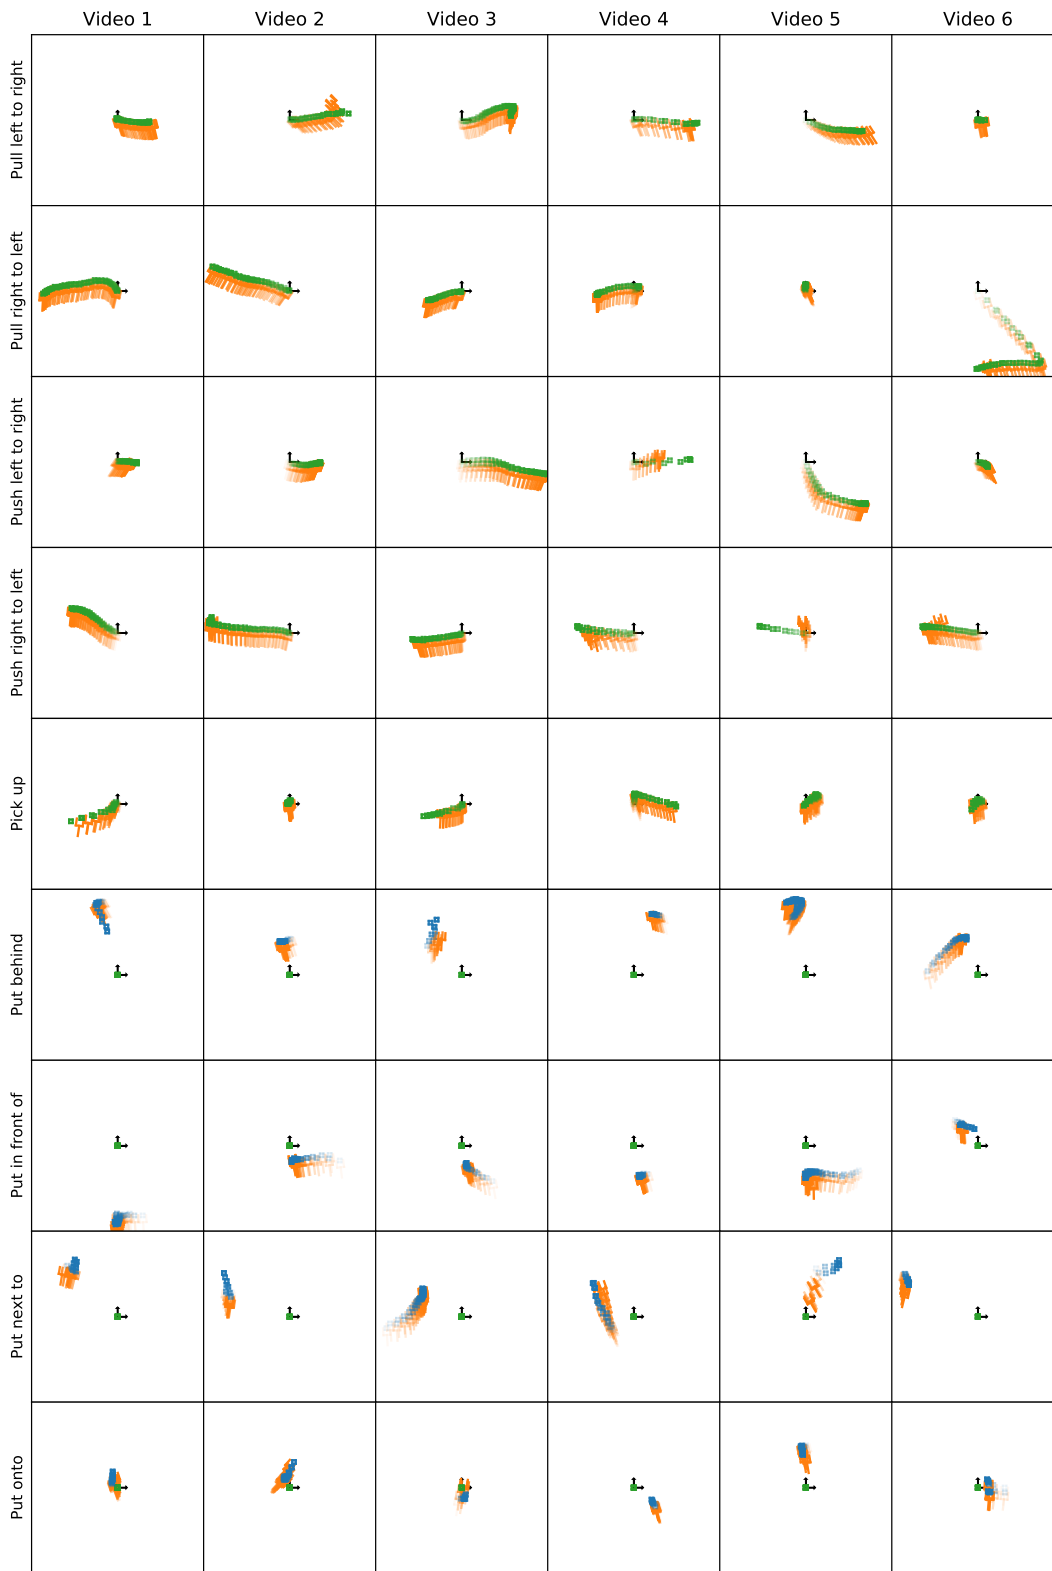 Video 1 Video 2 Video 3 Video 4 Video 5 Video 6
Pull left to right
Pull right to left
Push left to right
Push right to left
Pick up
Put behind
Put in front of
Put next to
Put onto